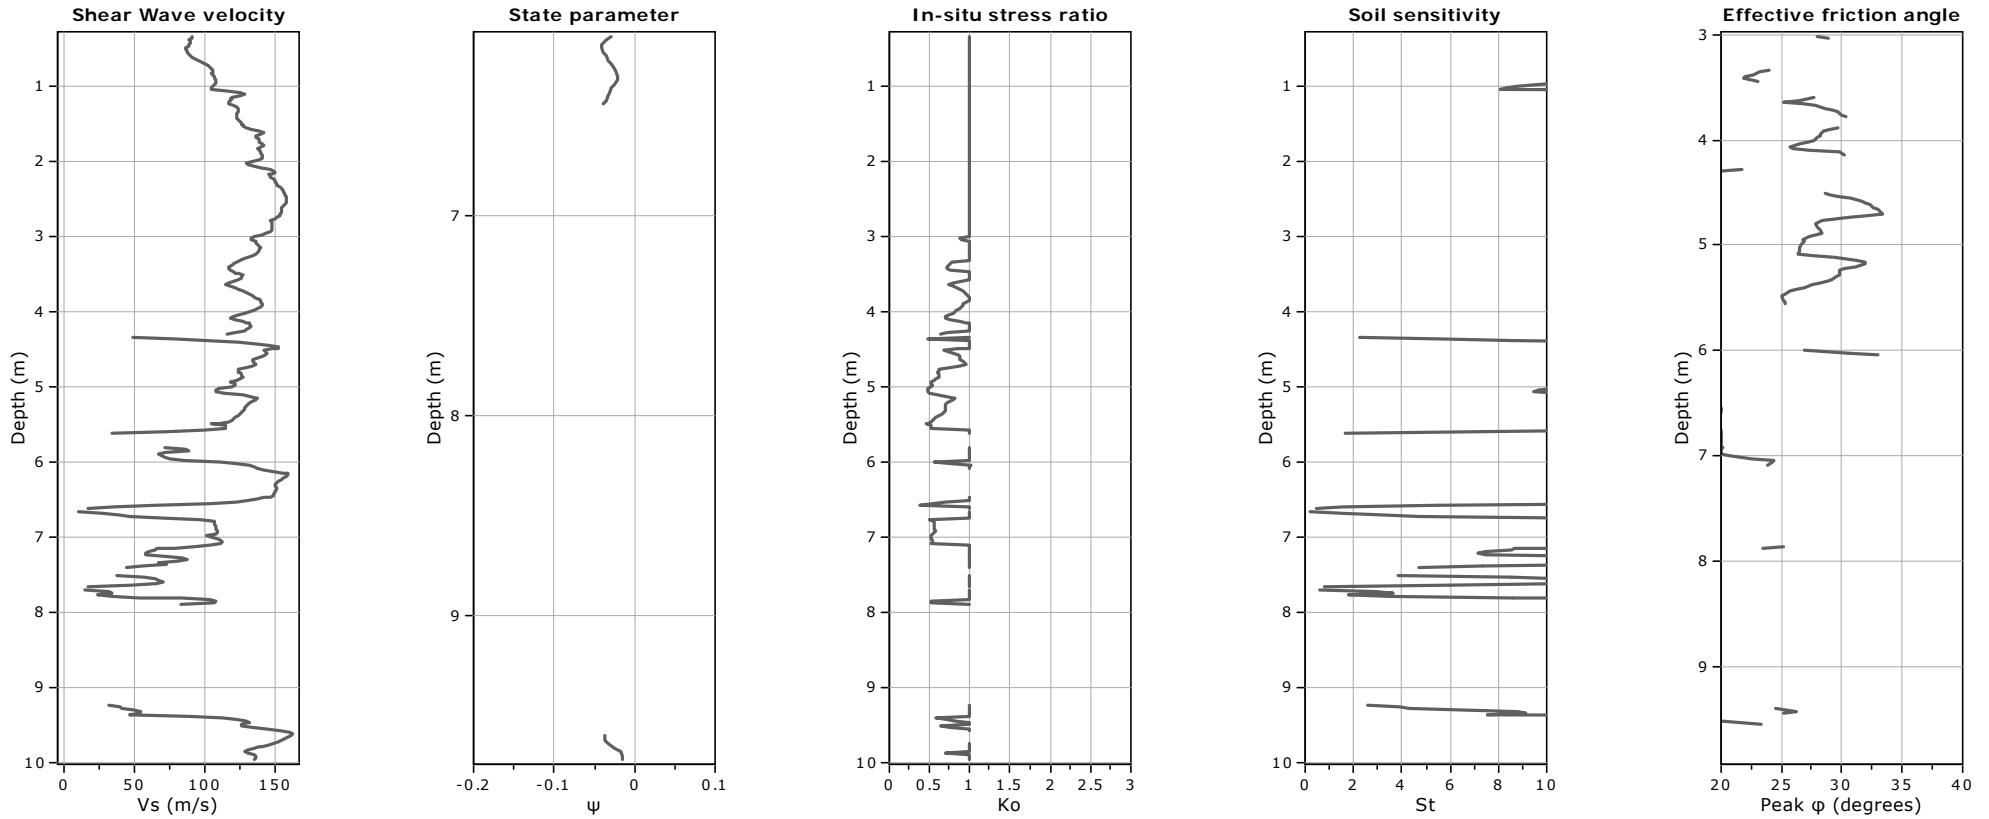 Shear Wave velocity
1
2
3
4
5
6
7
8
9
10
Depth (m)
0 50 100 150
Vs (m/s)
State parameter
7
8
9
Depth (m)
-0.2 -0.1 0 0.1
ψ
In-situ stress ratio
1
2
3
4
5
6
7
8
9
10
Depth (m)
0 0.5 1 1.5 2 2.5 3
Ko
Soil sensitivity
1
2
3
4
5
6
7
8
9
10
Depth (m)
0 2 4 6 8 10
St
Effective friction angle
3
4
5
6
7
8
9
Depth (m)
20 25 30 35 40
Peak φ (degrees)